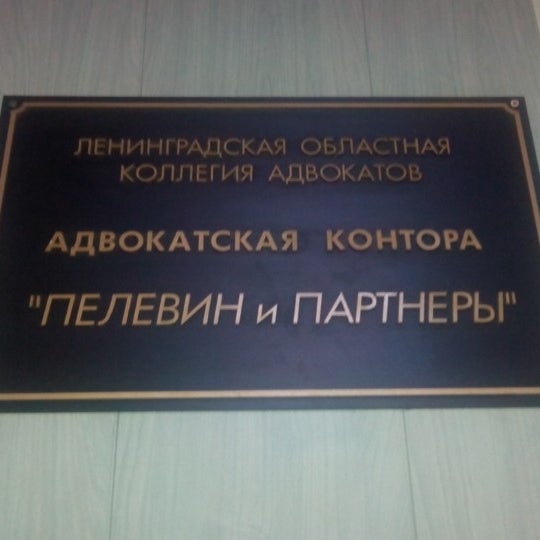 ЛЕНИНГРАДСКАЯ ОБЛАСТНАЯ
КОЛЛЕГИЯ АДВОКАТОВ
АДВОКАТСКАЯ КОНТОРА
"ПЕЛЕВИН и ПАРТНЕРЫ"